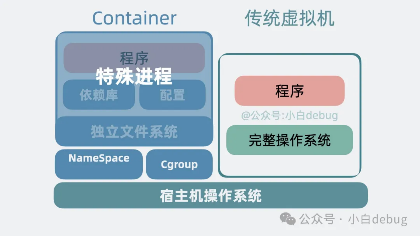 Container
传统虚拟机
程序
特殊进程
依赖库
配置
独立文件系统
程序
@公众号:小白debug
完整操作系统
NameSpace
Cgroup
宿主机操作系统
公众号 · 小白debug